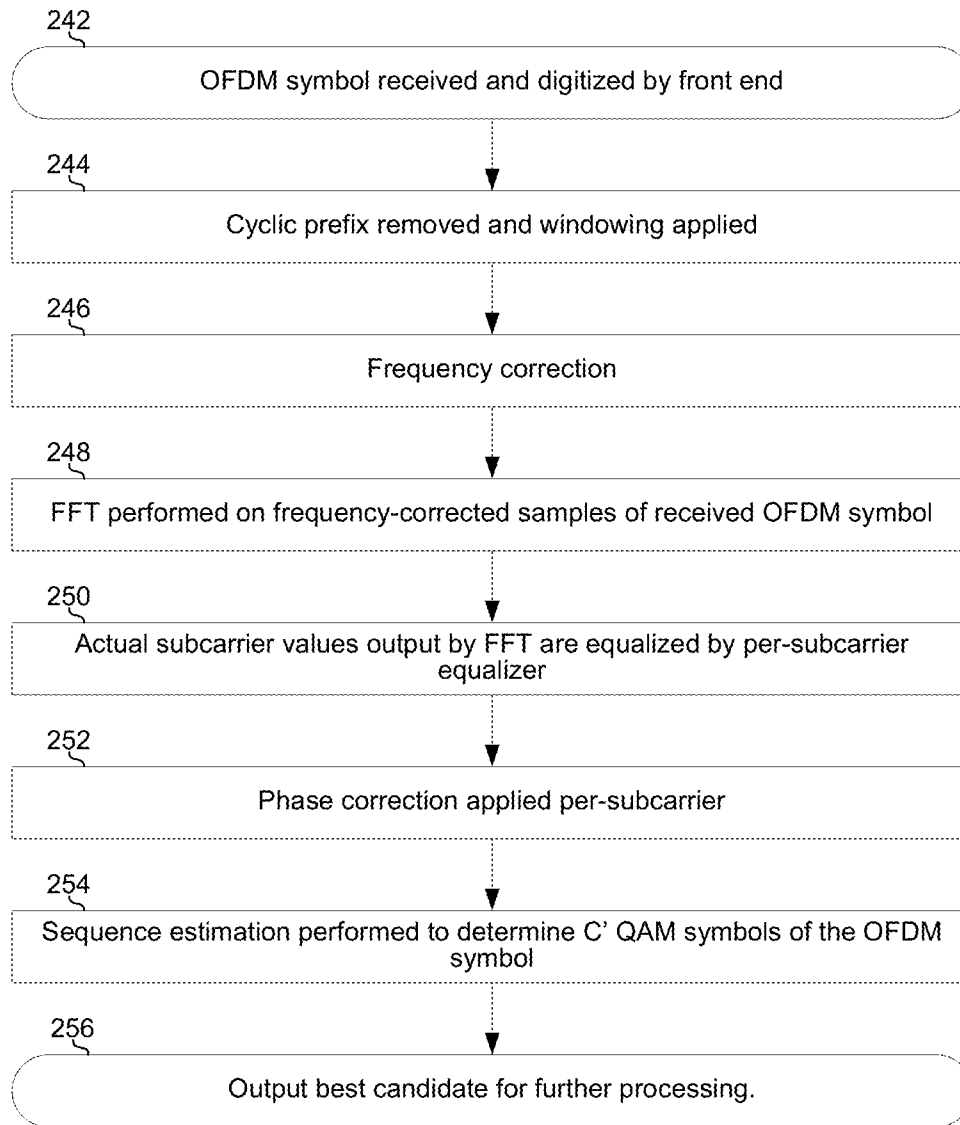 242
OFDM symbol received and digitized by front end
244
Cyclic prefix removed and windowing applied
246
Frequency correction
248
FFT performed on frequency-corrected samples of received OFDM symbol
250
Actual subcarrier values output by FFT are equalized by per-subcarrier
equalizer
252
Phase correction applied per-subcarrier
254
Sequence estimation performed to determine C' QAM symbols of the OFDM
symbol
256
Output best candidate for further processing.